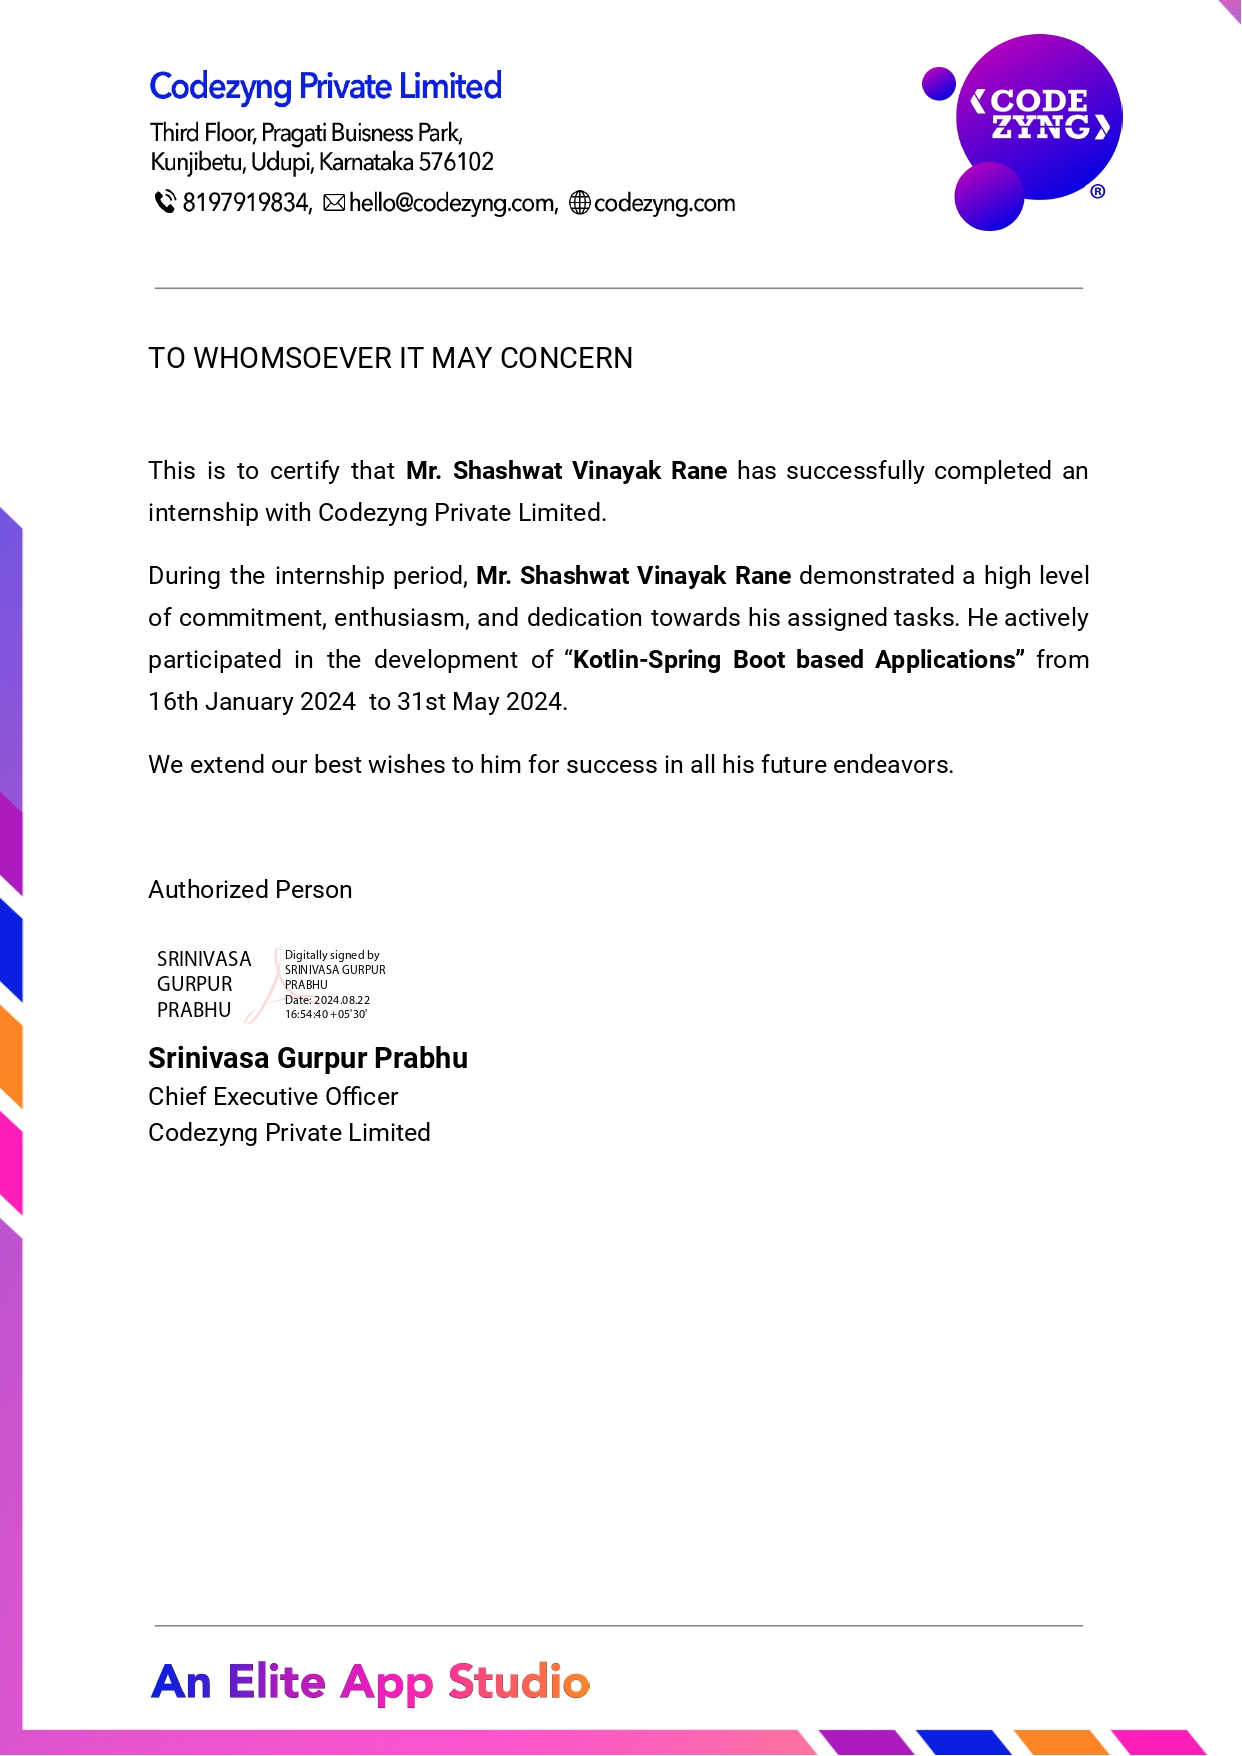 Codezyng Private Limited
Third Floor, Pragati Buisness Park,
Kunjibetu, Udupi, Karnataka 576102
8197919834, hello@codezyng.com, codezyng.com
CODE
ZYNG
®
TO WHOMSOEVER IT MAY CONCERN
This is to certify that Mr. Shashwat Vinayak Rane has successfully completed an
internship with Codezyng Private Limited.
During the internship period, Mr. Shashwat Vinayak Rane demonstrated a high level
of commitment, enthusiasm, and dedication towards his assigned tasks. He actively
participated in the development of “Kotlin-Spring Boot based Applications” from
16th January 2024  to 31st May 2024.
We extend our best wishes to him for success in all his future endeavors.
Authorized Person
SRINIVASA
GURPUR
PRABHU
Digitally signed by
SRINIVASA GURPUR
PRABHU
Date: 2024.08.22
16:54:40 +05'30'
Srinivasa Gurpur Prabhu
Chief Executive Officer
Codezyng Private Limited
An Elite App Studio